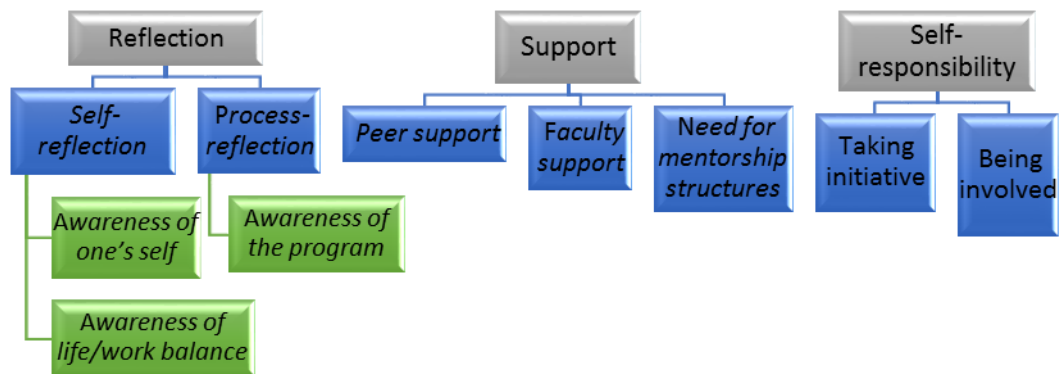 Reflection
Self-
reflection
Process-
reflection
Awareness of
one's self
Awareness of
the program
Awareness of
life/work balance
Support
Peer support
Faculty
support
Need for
mentorship
structures
Self-
responsibility
Taking
initiative
Being
involved